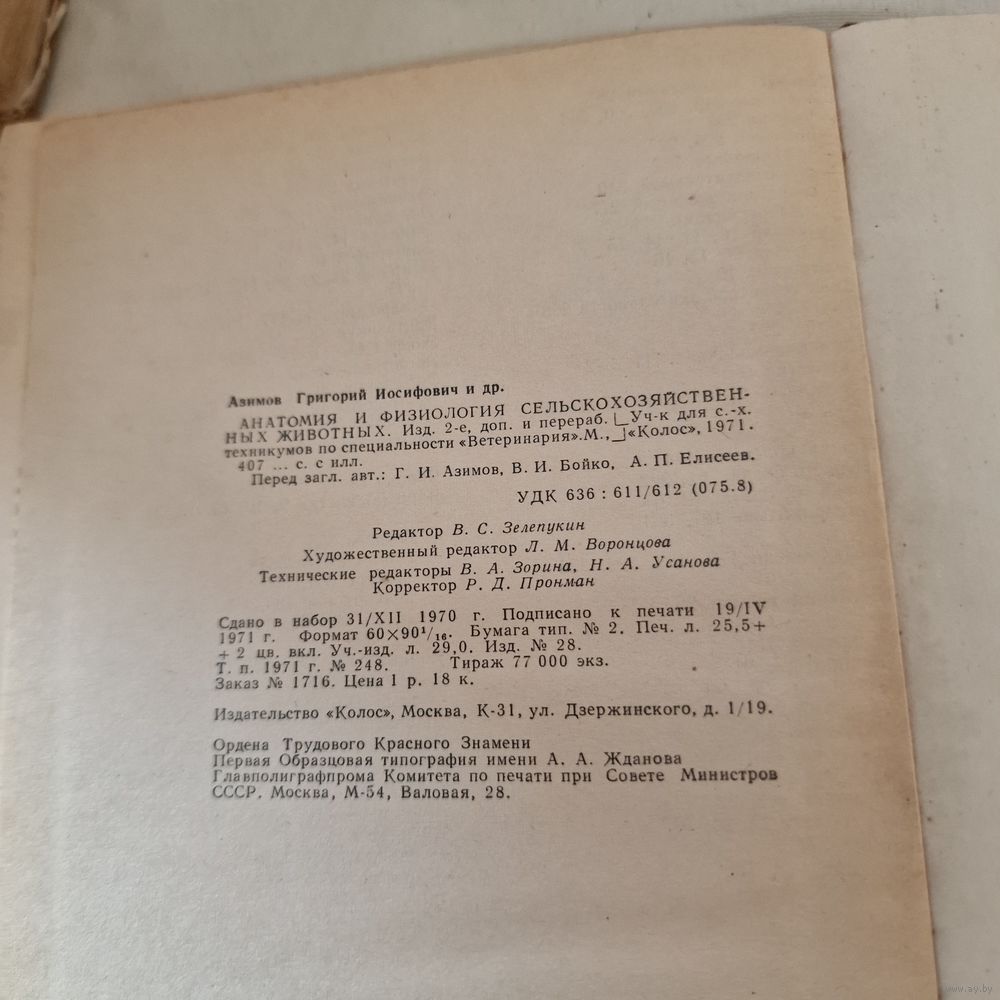 Азимов Григорий Иосифович и др.
АНАТОМИЯ И ФИЗИОЛОГИЯ СЕЛЬСКОХОЗЯЙСТВЕН-
НЫХ ЖИВОТНЫХ. Изд. 2-е, доп. и перераб. [Уч-к для с.-х.
техникумов по специальности «Ветеринария».М.,] «Колос», 1971.
407 ... с. с илл.
Перед загл. авт.: Г. И. Азимов, В. И. Бойко, А. П. Елисеев.
УДК 636 : 611/612 (075.8)
Редактор В. С. Зелепукин
Художественный редактор Л. М. Воронцова
Технические редакторы В. А. Зорина, Н. А. Усанова
Корректор Р. Д. Пронман
Сдано в набор 31/XII 1970 г. Подписано к печати 19/IV
1971 г. Формат 60×90¹/₁₆. Бумага тип. № 2. Печ. л. 25,5+
+ 2 цв. вкл. Уч.-изд. л. 29,0. Изд. № 28.
Т. п. 1971 г. № 248. Тираж 77 000 экз.
Заказ № 1716. Цена 1 р. 18 к.
Издательство «Колос», Москва, К-31, ул. Дзержинского, д. 1/19.
Ордена Трудового Красного Знамени
Первая Образцовая типография имени А. А. Жданова
Главполиграфпрома Комитета по печати при Совете Министров
СССР. Москва, М-54, Валовая, 28.
www.ay.by